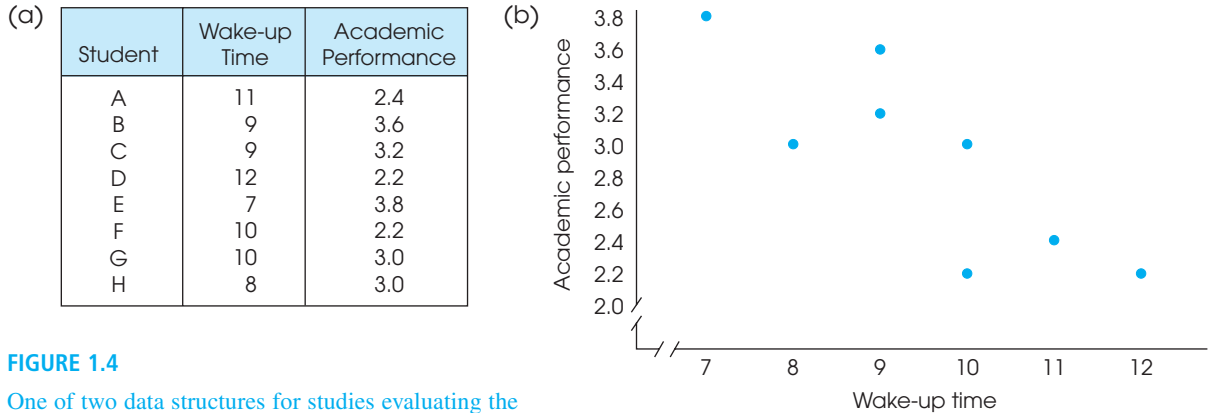 (a)
Student Wake-up Time Academic Performance
A 11 2.4
B 9 3.6
C 9 3.2
D 12 2.2
E 7 3.8
F 10 2.2
G 10 3.0
H 8 3.0
(b)
Academic performance
3.8
3.6
3.4
3.2
3.0
2.8
2.6
2.4
2.2
2.0
7 8 9 10 11 12
Wake-up time
FIGURE 1.4
One of two data structures for studies evaluating the